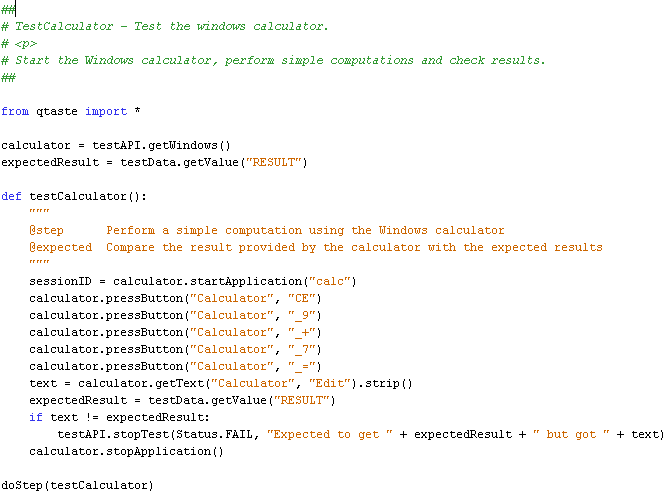 ##
# TestCalculator - Test the windows calculator.
# <p>
# Start the Windows calculator, perform simple computations and check results.
##
from qtaste import *
calculator = testAPI.getWindows()
expectedResult = testData.getValue("RESULT")
def testCalculator():
    """
    @step      Perform a simple computation using the Windows calculator
    @expected  Compare the result provided by the calculator with the expected results
    """
    sessionID = calculator.startApplication("calc")
    calculator.pressButton("Calculator", "CE")
    calculator.pressButton("Calculator", "_9")
    calculator.pressButton("Calculator", "_+")
    calculator.pressButton("Calculator", "_7")
    calculator.pressButton("Calculator", "_=")
    text = calculator.getText("Calculator", "Edit").strip()
    expectedResult = testData.getValue("RESULT")
    if text != expectedResult:
        testAPI.stopTest(Status.FAIL, "Expected to get " + expectedResult + " but got " + text)
    calculator.stopApplication()
doStep(testCalculator)